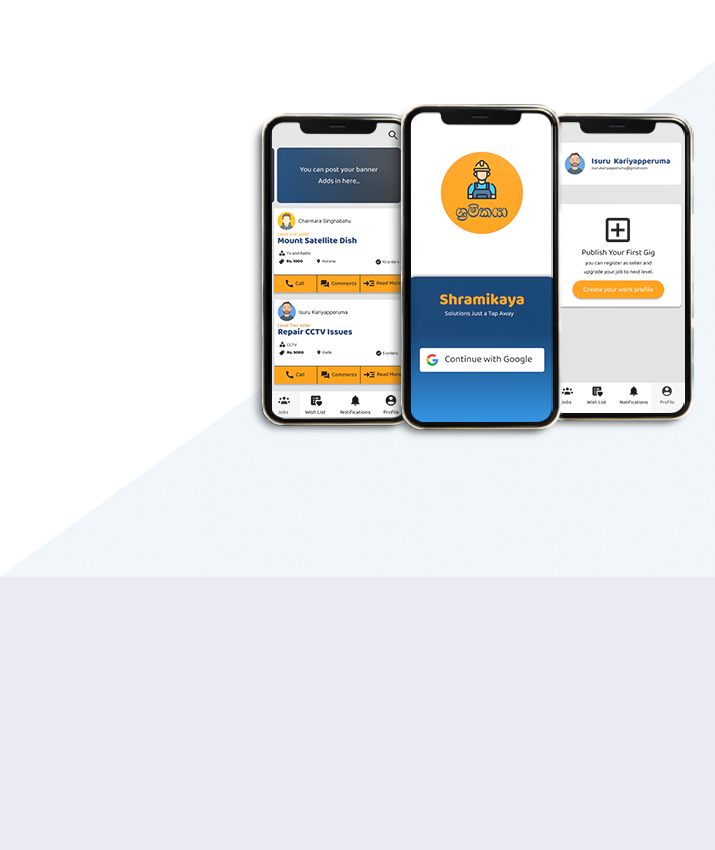 You can post your banner
Adds in here...
Charmara Singhabahu
Level one seller
Mount Satellite Dish
TV and Radio
Rs. 1000
Horana
10 orders
Call
Comments
Read More
Isuru Kariyapperuma
Level Two seller
Repair CCTV Issues
CCTV
Rs. 5000
Galle
5 orders
Call
Comments
Read More
Jobs
Wish List
Notifications
Profile
ශ්‍රමිකයා
Shramikaya
Solutions Just a Tap Away
Continue with Google
Isuru Kariyapperuma
isurukariyapperuma@gmail.com
Publish Your First Gig
you can register as seller and
upgrade your job to next level.
Create your work profile
Jobs
Wish List
Notifications
Profile